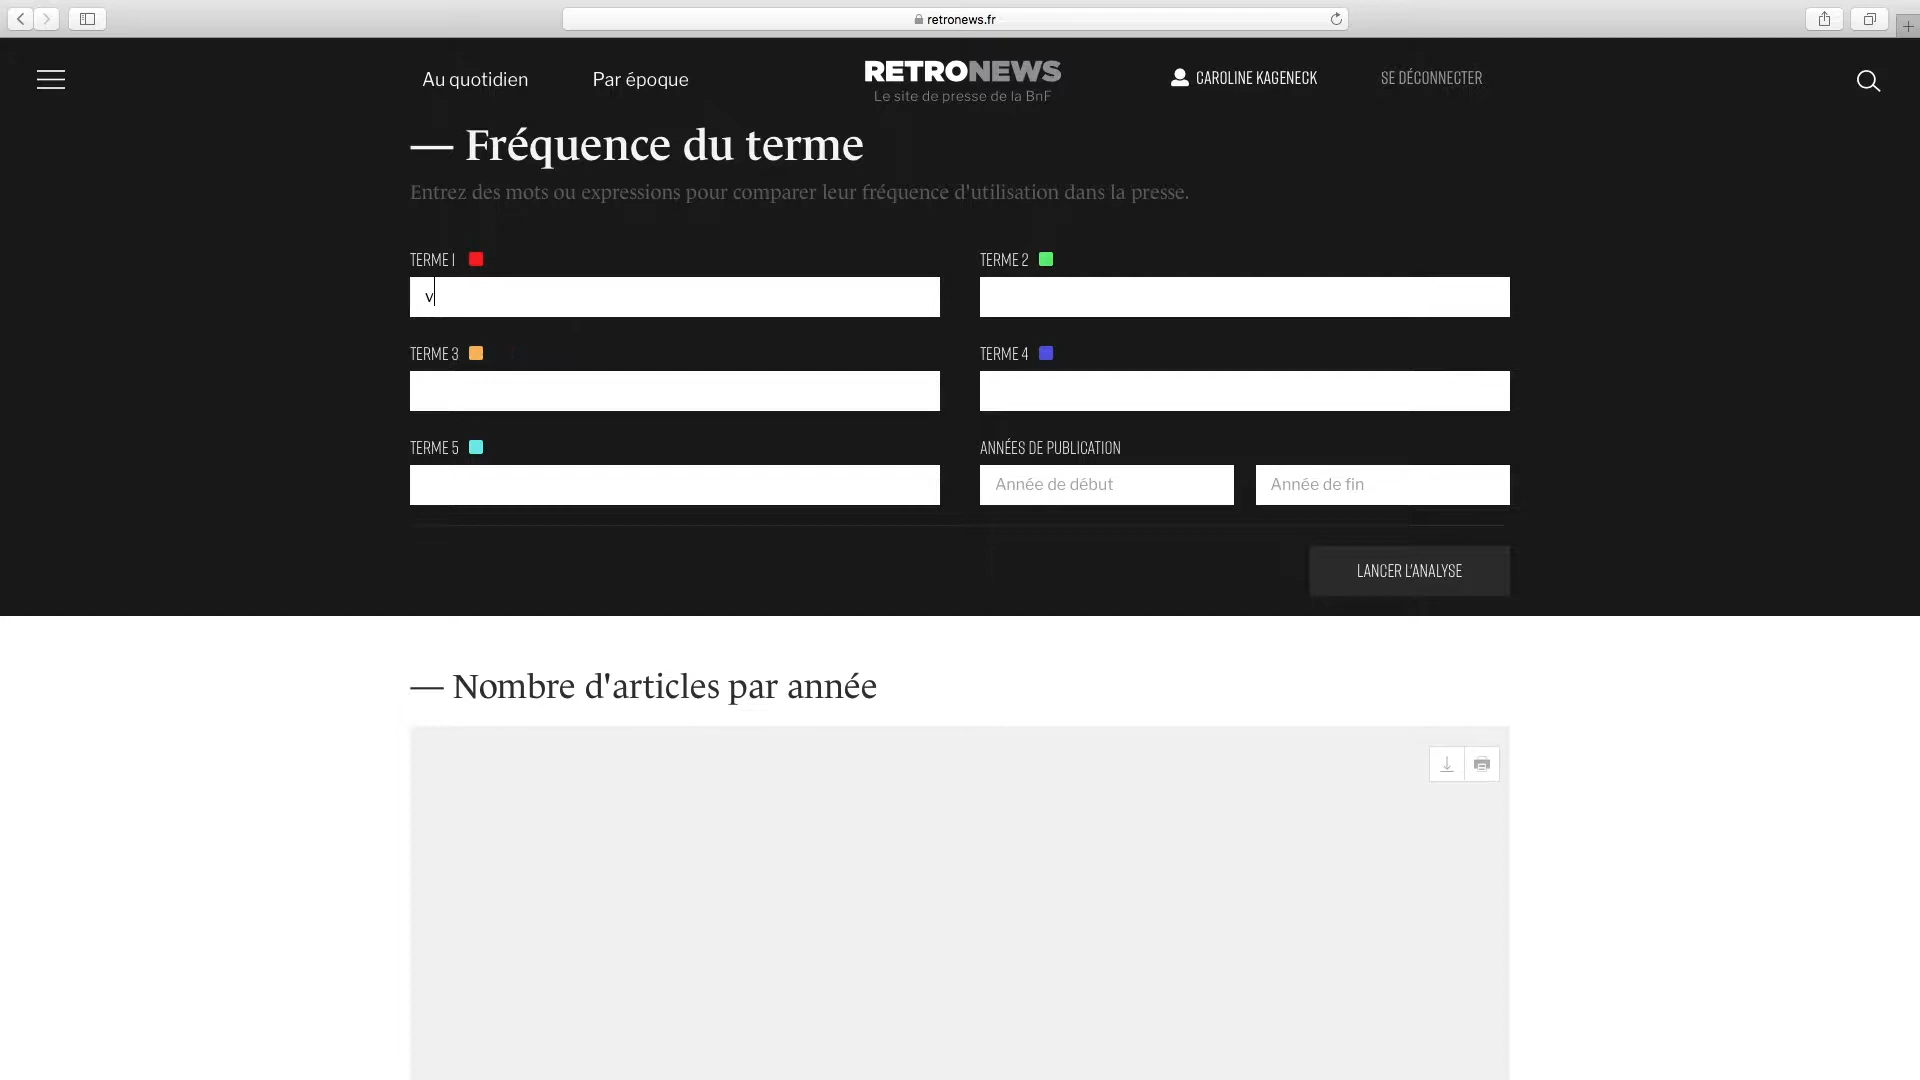 retronews.fr
Au quotidien
Par époque
RETRONEWS
Le site de presse de la BnF
CAROLINE KAGENECK
SE DÉCONNECTER
— Fréquence du terme
Entrez des mots ou expressions pour comparer leur fréquence d'utilisation dans la presse.
TERME 1
TERME 2
v
TERME 3
TERME 4
TERME 5
ANNÉES DE PUBLICATION
Année de début
Année de fin
LANCER L'ANALYSE
— Nombre d'articles par année